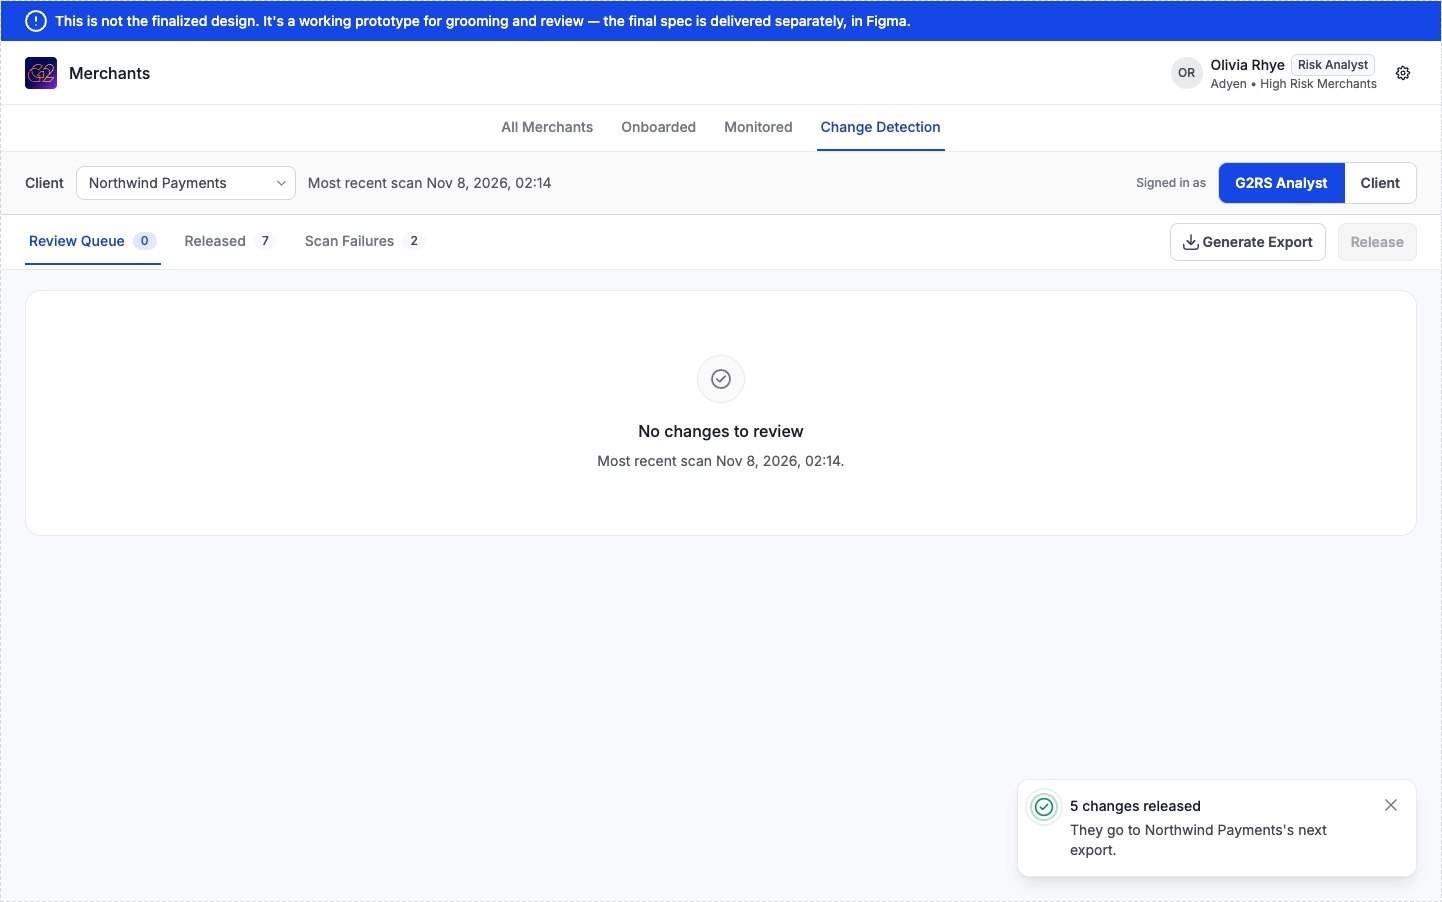 This is not the finalized design. It's a working prototype for grooming and review — the final spec is delivered separately, in Figma.
G2
Merchants
OR
Olivia Rhye
Risk Analyst
Adyen • High Risk Merchants
All Merchants
Onboarded
Monitored
Change Detection
Client
Northwind Payments
Most recent scan Nov 8, 2026, 02:14
Signed in as
G2RS Analyst
Client
Review Queue 0
Released 7
Scan Failures 2
Generate Export
Release
No changes to review
Most recent scan Nov 8, 2026, 02:14.
5 changes released
They go to Northwind Payments's next
export.